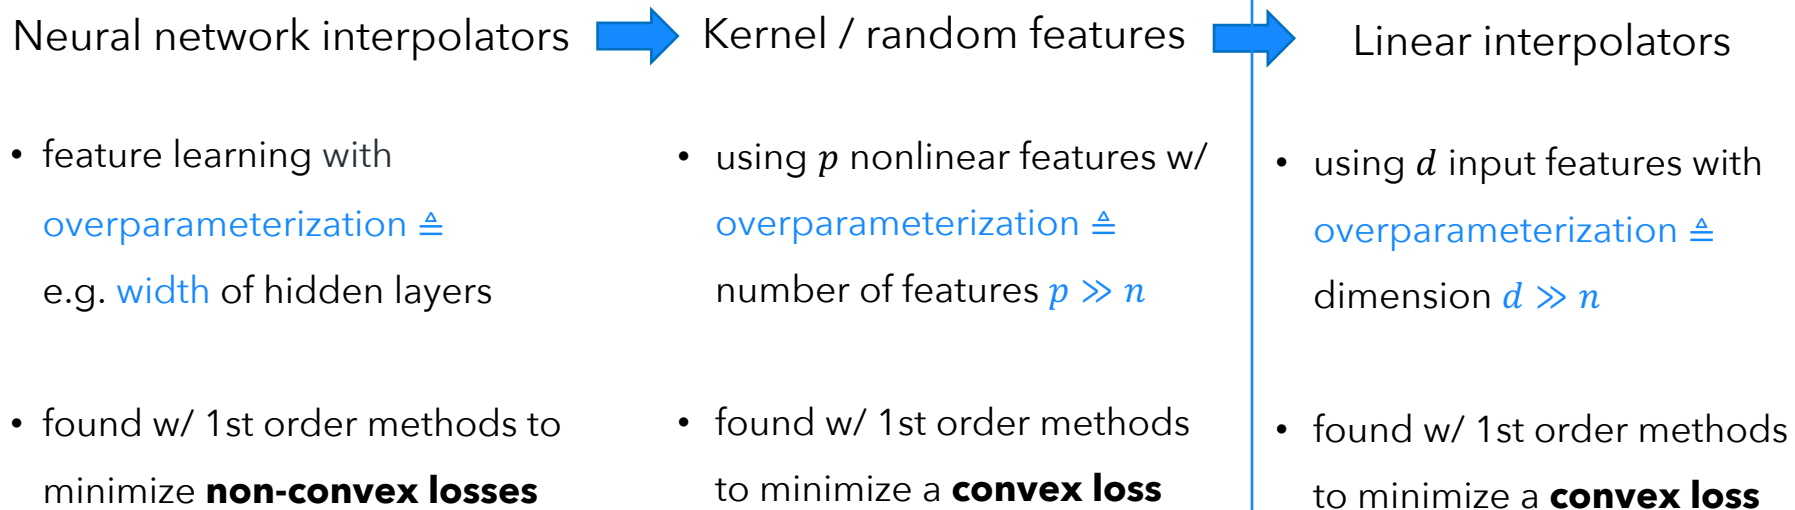 Neural network interpolators
• feature learning with
overparameterization ≜
e.g. width of hidden layers
• found w/ 1st order methods to
minimize non-convex losses
Kernel / random features
• using p nonlinear features w/
overparameterization ≜
number of features p ≫ n
• found w/ 1st order methods
to minimize a convex loss
Linear interpolators
• using d input features with
overparameterization ≜
dimension d ≫ n
• found w/ 1st order methods
to minimize a convex loss